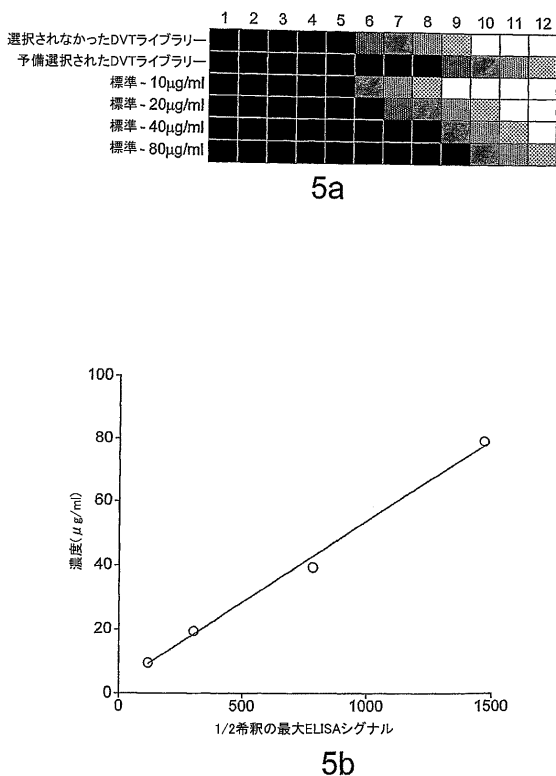 1 2 3 4 5 6 7 8 9 10 11 12
選択されなかったDVTライブラリー
予備選択されたDVTライブラリー
標準 - 10μg/ml
標準 - 20μg/ml
標準 - 40μg/ml
標準 - 80μg/ml
5a
100
80
60
40
20
0
濃度(μg/ml)
0 500 1000 1500
1/2希釈の最大ELISAシグナル
5b